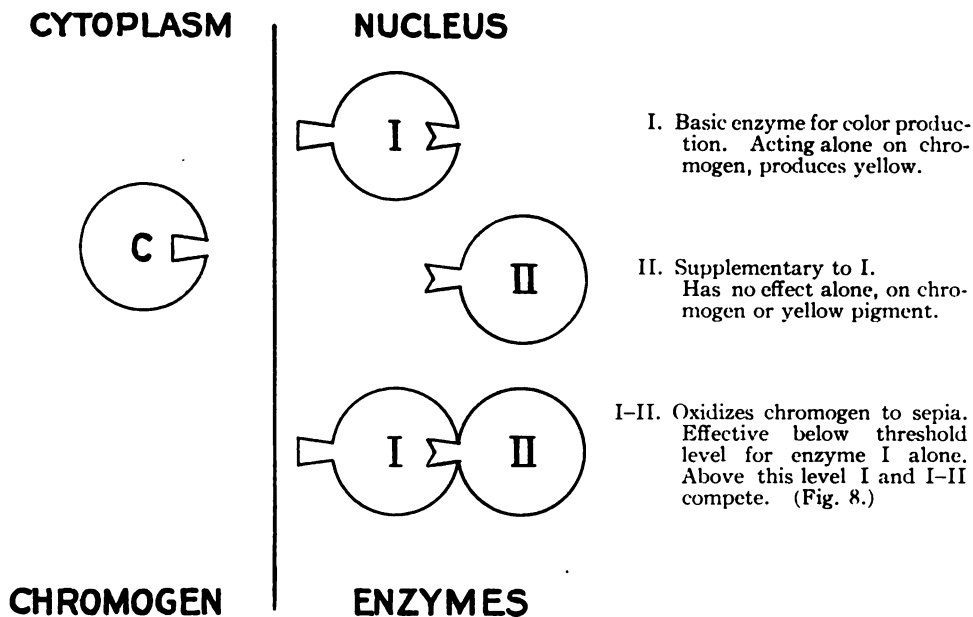 CYTOPLASM NUCLEUS
I
I. Basic enzyme for color produc-
tion. Acting alone on chro-
mogen, produces yellow.
C
II
II. Supplementary to I.
Has no effect alone, on chro-
mogen or yellow pigment.
I II
I–II. Oxidizes chromogen to sepia.
Effective below threshold
level for enzyme I alone.
Above this level I and I–II
compete. (Fig. 8.)
CHROMOGEN ENZYMES